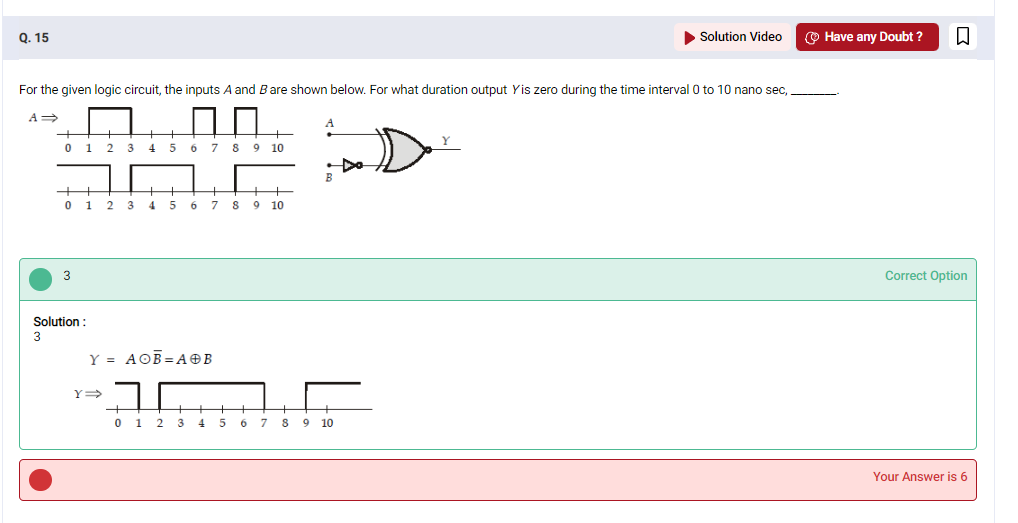 Q. 15
Solution Video
Have any Doubt ?
For the given logic circuit, the inputs A and B are shown below. For what duration output Y is zero during the time interval 0 to 10 nano sec, ________.
A⇒
0 1 2 3 4 5 6 7 8 9 10
0 1 2 3 4 5 6 7 8 9 10
A
B
Y
3
Correct Option
Solution :
3
Y = A⊙B̅ = A⊕B
Y⇒
0 1 2 3 4 5 6 7 8 9 10
Your Answer is 6